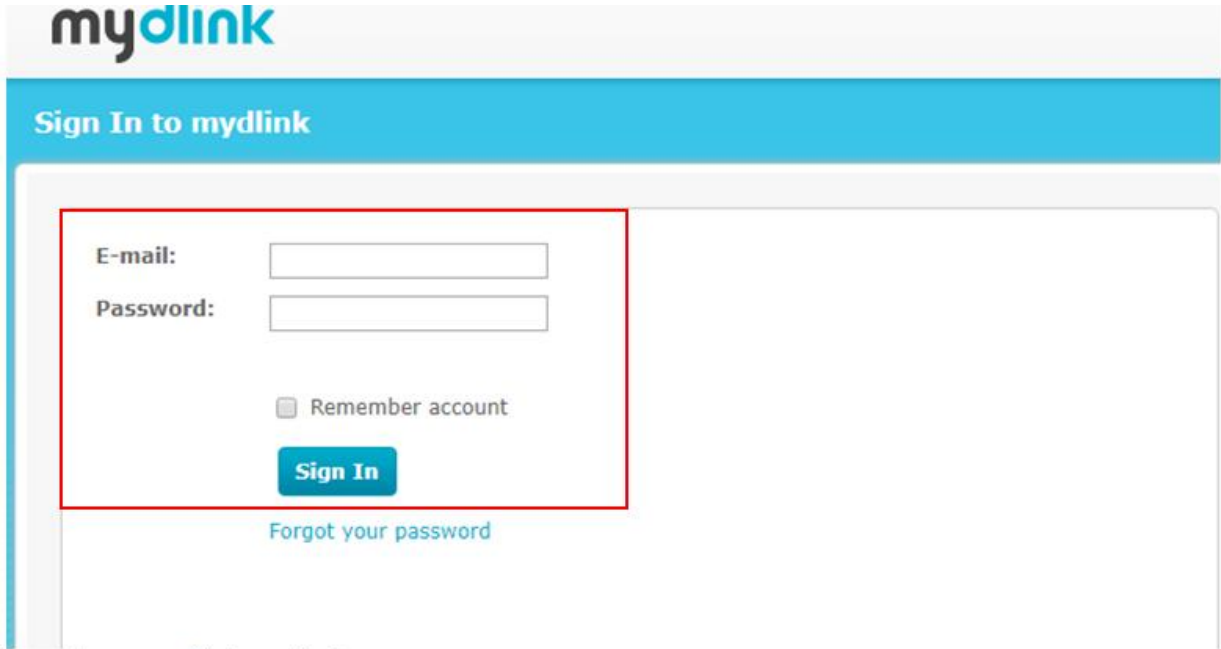 mydlink
Sign In to mydlink
E-mail:
Password:
Remember account
Sign In
Forgot your password